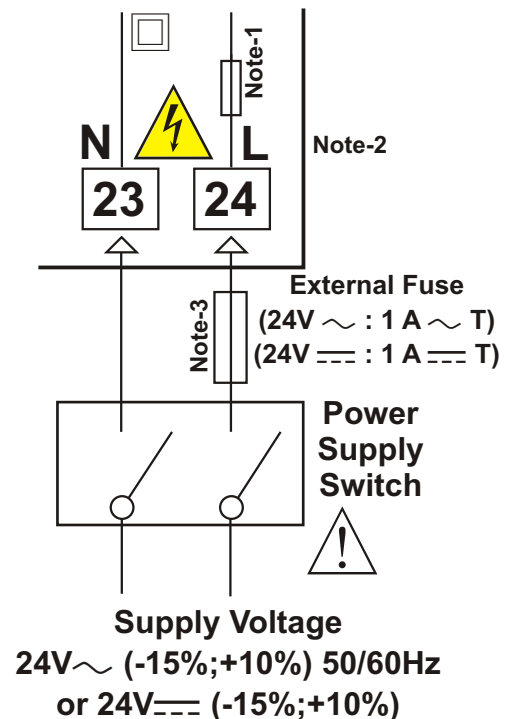 Note-1
N
L
Note-2
23
24
External Fuse
(24V ⏦ : 1 A ⏦ T)
(24V ⎓ : 1 A ⎓ T)
Note-3
Power
Supply
Switch
!
Supply Voltage
24V⏦ (-15%;+10%) 50/60Hz
or 24V⎓ (-15%;+10%)